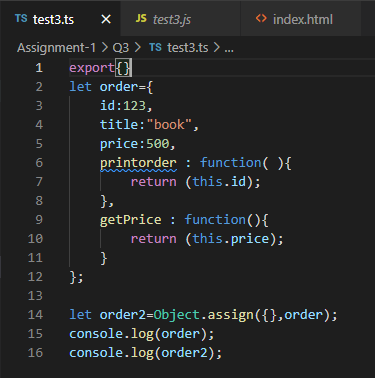 TS test3.ts × JS test3.js <> index.html
Assignment-1 > Q3 > TS test3.ts > ...
1 export{}
2 let order={
3 id:123,
4 title:"book",
5 price:500,
6 printorder : function( ){
7 return (this.id);
8 },
9 getPrice : function(){
10 return (this.price);
11 }
12 };
13
14 let order2=Object.assign({},order);
15 console.log(order);
16 console.log(order2);